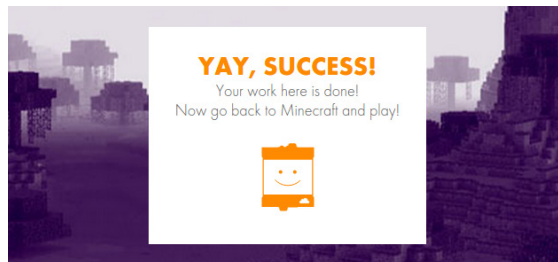 YAY, SUCCESS!
Your work here is done!
Now go back to Minecraft and play!